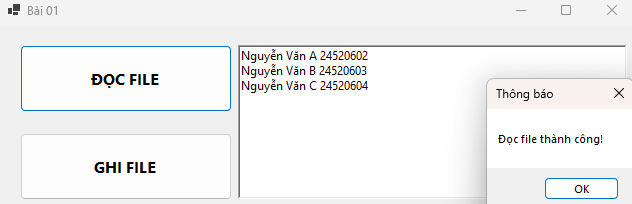 Bài 01
ĐỌC FILE
GHI FILE
Nguyễn Văn A 24520602
Nguyễn Văn B 24520603
Nguyễn Văn C 24520604
Thông báo
Đọc file thành công!
OK